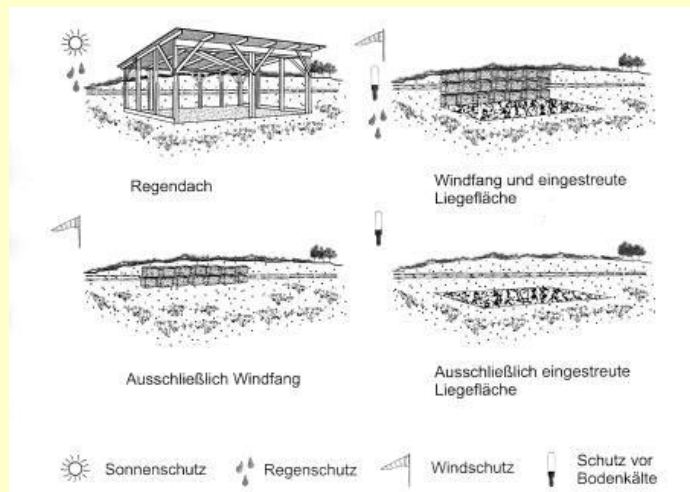 Regendach
Windfang und eingestreute
Liegefläche
Ausschließlich Windfang
Ausschließlich eingestreute
Liegefläche
Sonnenschutz
Regenschutz
Windschutz
Schutz vor
Bodenkälte